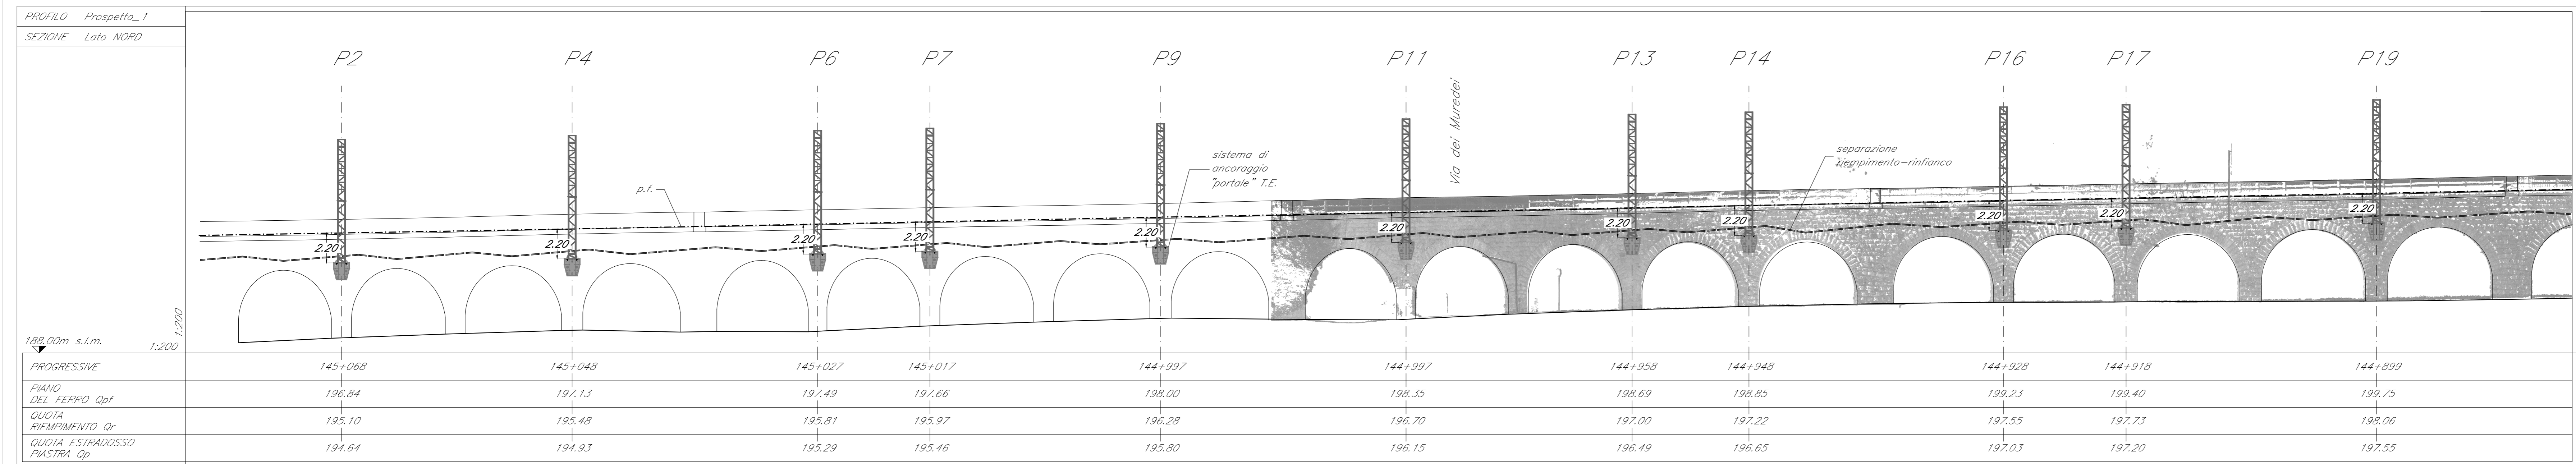 PROFILO Prospetto_1
SEZIONE Lato NORD
P2 P4 P6 P7 P9 P11 P13 P14 P16 P17 P19
Via dei Muredei
sistema di
ancoraggio
"portale" T.E.
separazione
riempimento-rinfianco
p.f.
2.20 2.20 2.20 2.20 2.20 2.20 2.20 2.20 2.20 2.20 2.20
1:200
188.00m s.l.m. 1:200
PROGRESSIVE 145+068 145+048 145+027 145+017 144+997 144+997 144+958 144+948 144+928 144+918 144+899
PIANO
DEL FERRO Qpf 196.84 197.13 197.49 197.66 198.00 198.35 198.69 198.85 199.23 199.40 199.75
QUOTA
RIEMPIMENTO Qr 195.10 195.48 195.81 195.97 196.28 196.70 197.00 197.22 197.55 197.73 198.06
QUOTA ESTRADOSSO
PIASTRA Qp 194.64 194.93 195.29 195.46 195.80 196.15 196.49 196.65 197.03 197.20 197.55